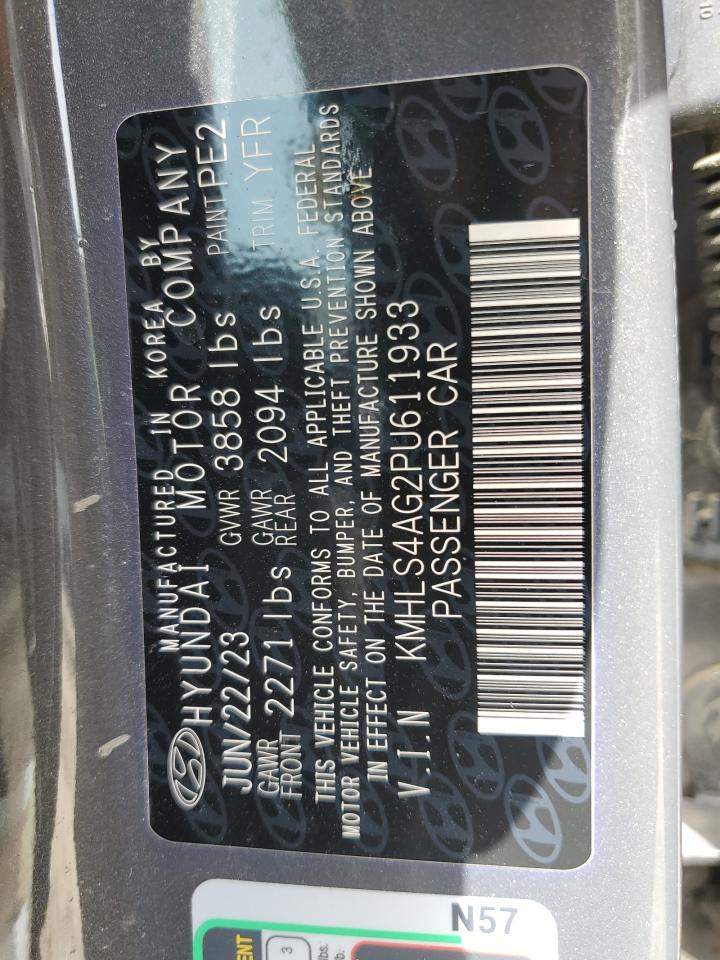 MANUFACTURED IN KOREA BY
HYUNDAI MOTOR COMPANY
JUN/22/23 GVWR 3858 lbs PAINT PE2
GAWR FRONT 2271 lbs GAWR REAR 2094 lbs TRIM YFR
THIS VEHICLE CONFORMS TO ALL APPLICABLE U.S.A. FEDERAL
MOTOR VEHICLE SAFETY, BUMPER, AND THEFT PREVENTION STANDARDS
IN EFFECT ON THE DATE OF MANUFACTURE SHOWN ABOVE
V.I.N KMHLS4AG2PU611933
PASSENGER CAR
N57
3
lbs.